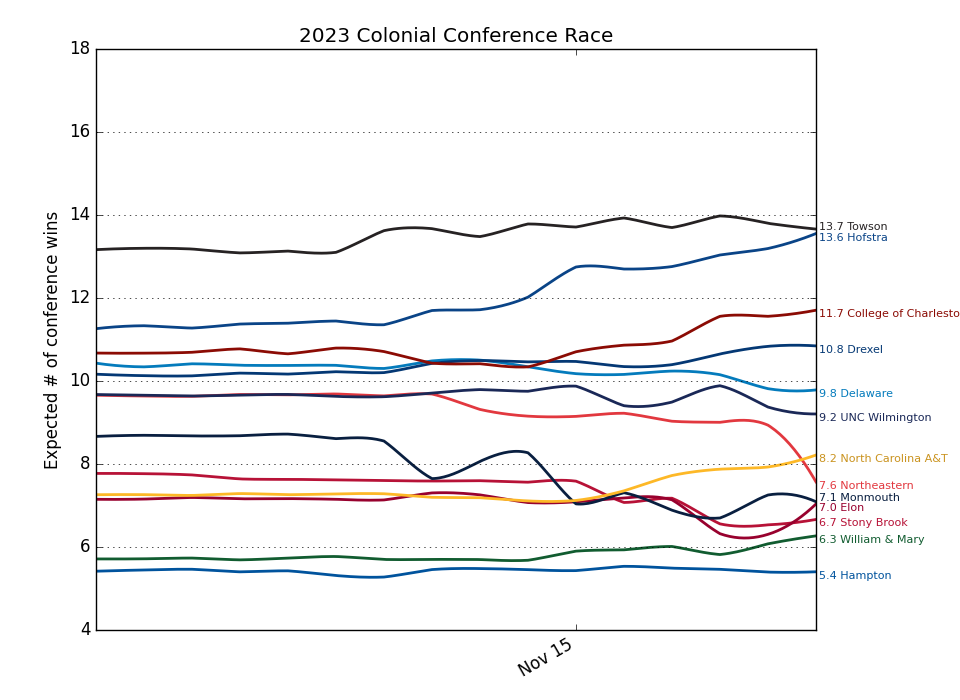 2023 Colonial Conference Race
Expected # of conference wins
18
16
14
12
10
8
6
4
Nov 15
13.7 Towson
13.6 Hofstra
11.7 College of Charlesto
10.8 Drexel
9.8 Delaware
9.2 UNC Wilmington
8.2 North Carolina A&T
7.6 Northeastern
7.1 Monmouth
7.0 Elon
6.7 Stony Brook
6.3 William & Mary
5.4 Hampton